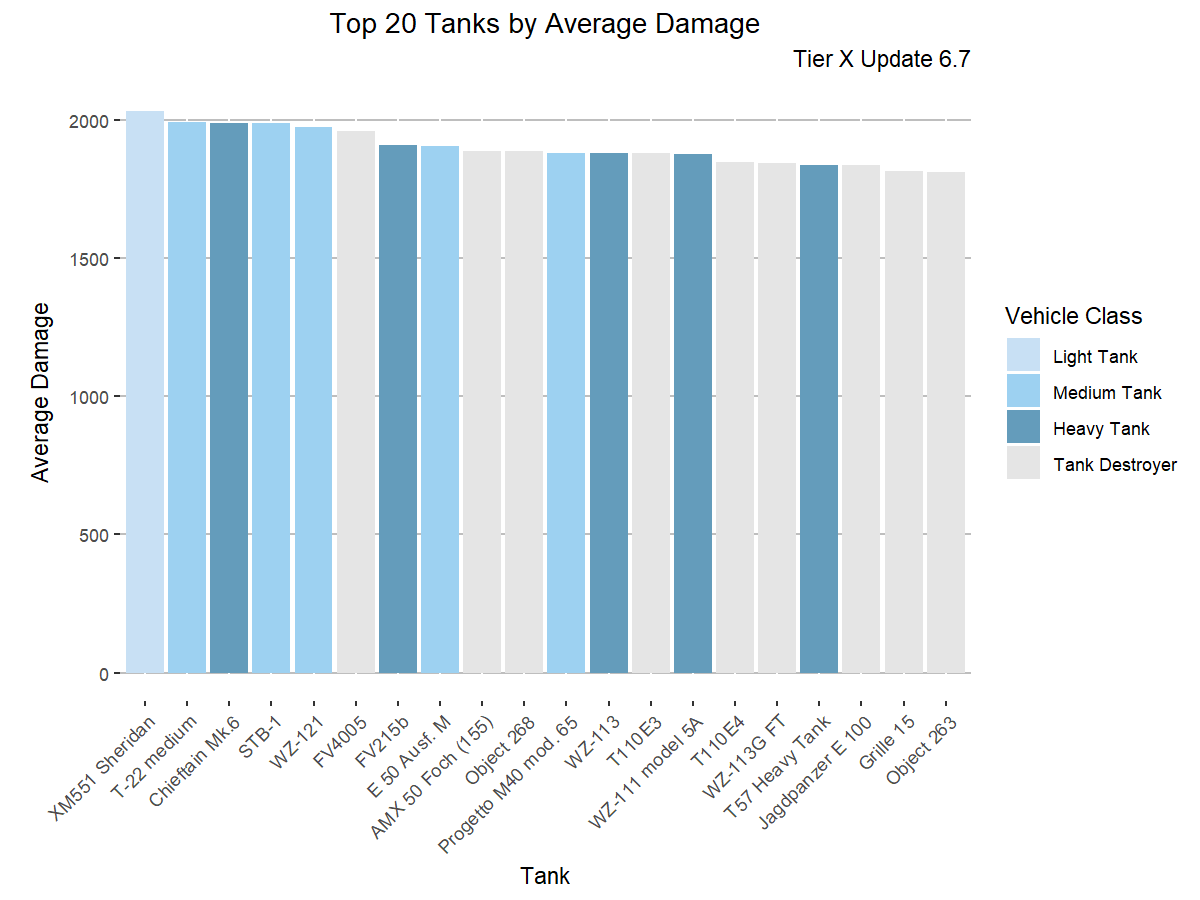 Top 20 Tanks by Average Damage
Tier X Update 6.7
Average Damage
2000
1500
1000
500
0
XM551 Sheridan
T-22 medium
Chieftain Mk.6
STB-1
WZ-121
FV4005
FV215b
E 50 Ausf. M
AMX 50 Foch (155)
Object 268
Progetto M40 mod. 65
WZ-113
T110E3
WZ-111 model 5A
T110E4
WZ-113G FT
T57 Heavy Tank
Jagdpanzer E 100
Grille 15
Object 263
Tank
Vehicle Class
Light Tank
Medium Tank
Heavy Tank
Tank Destroyer